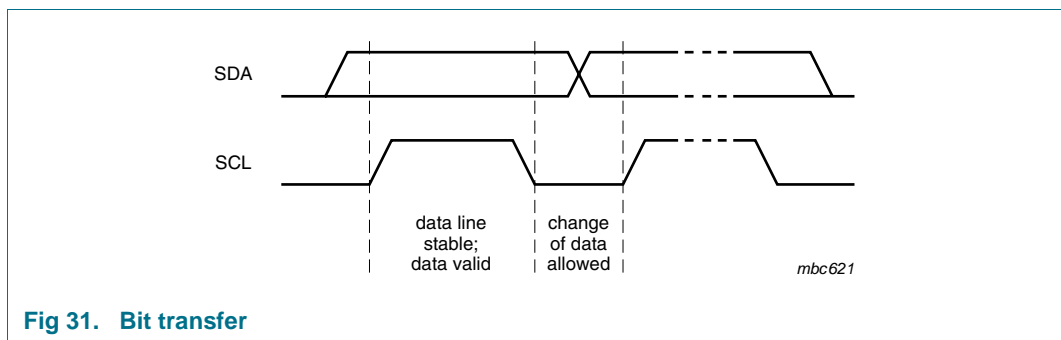 SDA
SCL
data line
stable;
data valid
change
of data
allowed
mbc621
Fig 31. Bit transfer